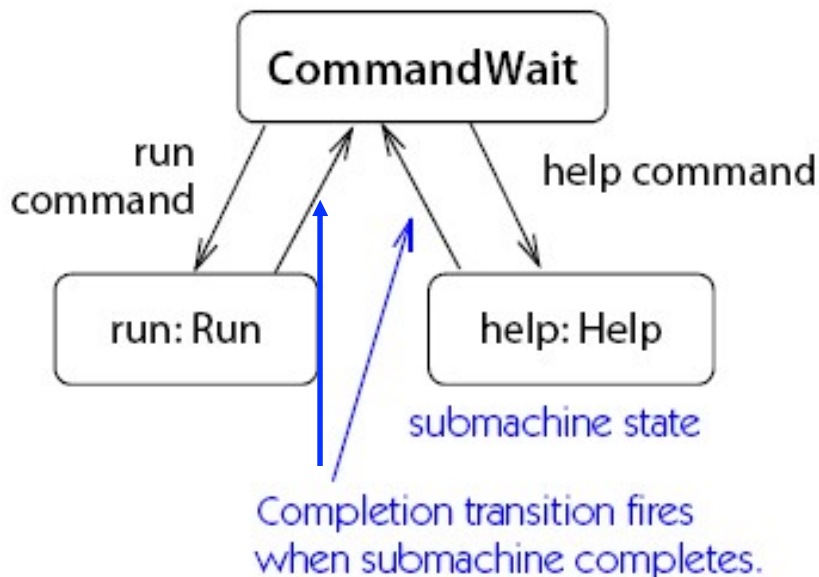 CommandWait
run
command
help command
run: Run
help: Help
submachine state
Completion transition fires
when submachine completes.